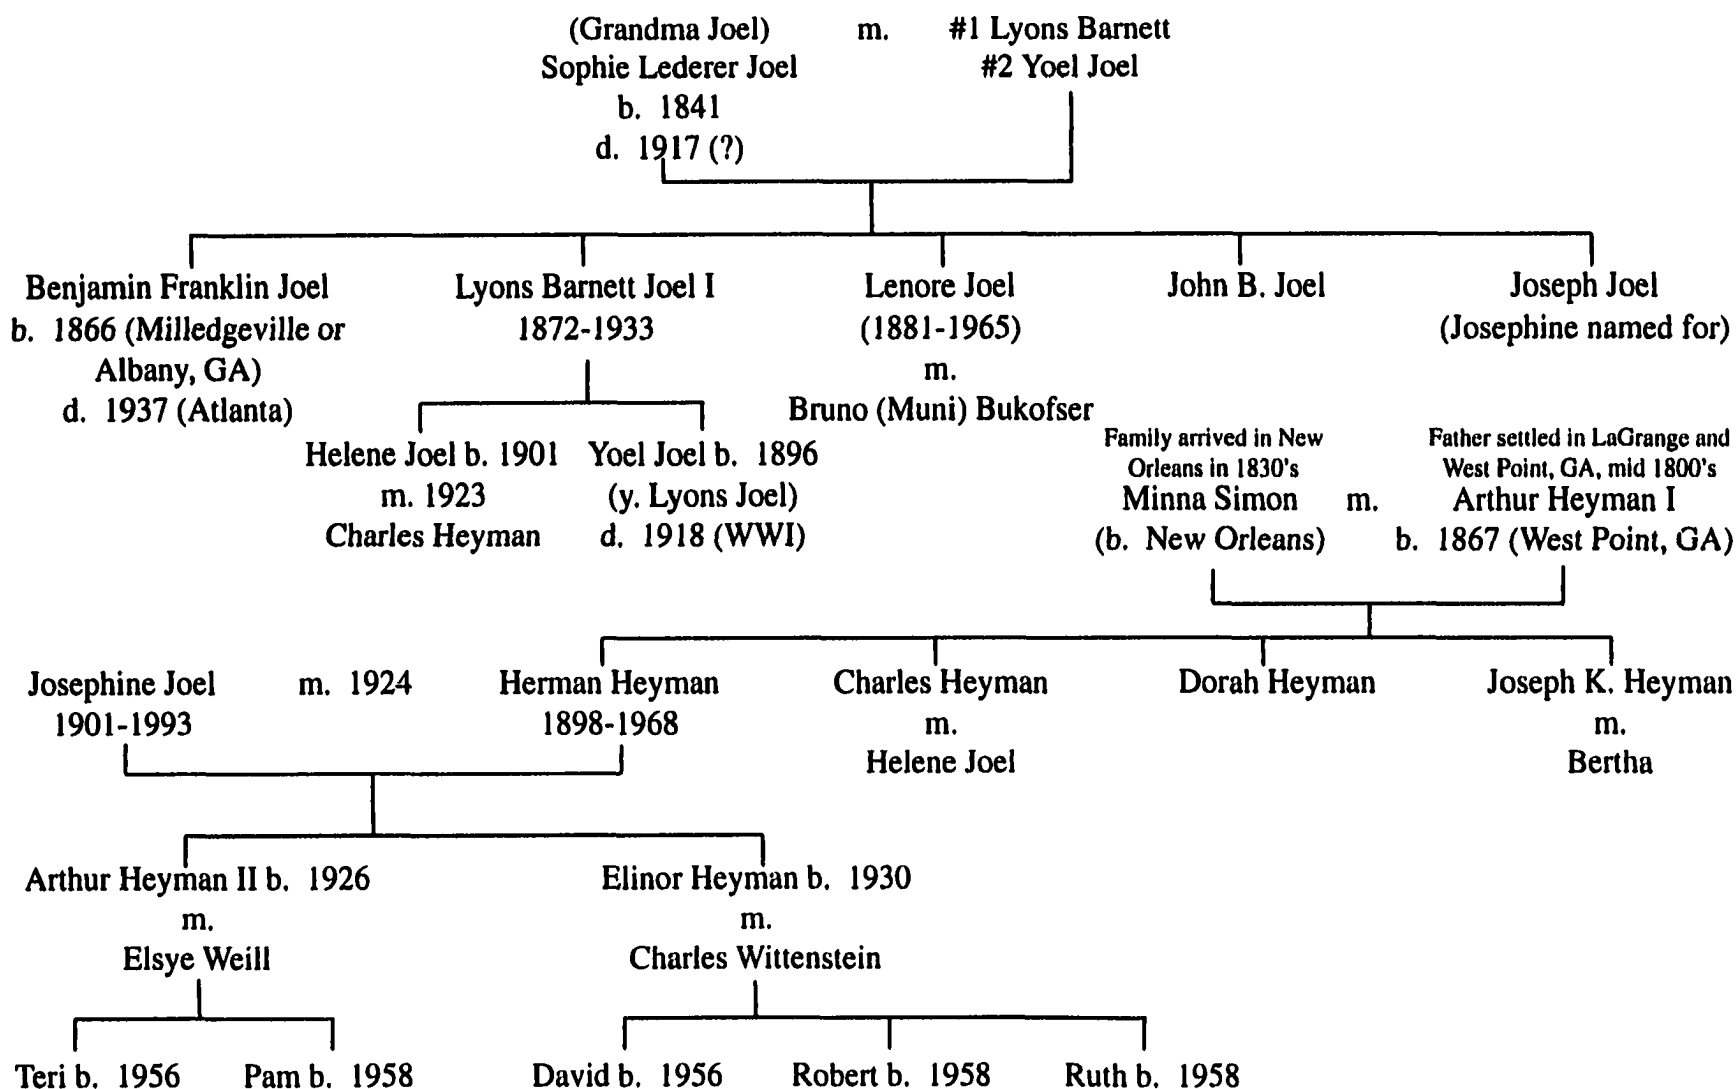 (Grandma Joel) m. #1 Lyons Barnett
Sophie Lederer Joel #2 Yoel Joel
b. 1841
d. 1917 (?)
Benjamin Franklin Joel
b. 1866 (Milledgeville or
Albany, GA)
d. 1937 (Atlanta)
Lyons Barnett Joel I
1872-1933
Lenore Joel
(1881-1965)
m.
Bruno (Muni) Bukofser
John B. Joel
Joseph Joel
(Josephine named for)
Helene Joel b. 1901
m. 1923
Charles Heyman
Yoel Joel b. 1896
(y. Lyons Joel)
d. 1918 (WWI)
Family arrived in New
Orleans in 1830's
Minna Simon
(b. New Orleans)
m.
Father settled in LaGrange and
West Point, GA, mid 1800's
Arthur Heyman I
b. 1867 (West Point, GA)
Josephine Joel
1901-1993
m. 1924
Herman Heyman
1898-1968
Charles Heyman
m.
Helene Joel
Dorah Heyman
Joseph K. Heyman
m.
Bertha
Arthur Heyman II b. 1926
m.
Elsye Weill
Elinor Heyman b. 1930
m.
Charles Wittenstein
Teri b. 1956
Pam b. 1958
David b. 1956
Robert b. 1958
Ruth b. 1958